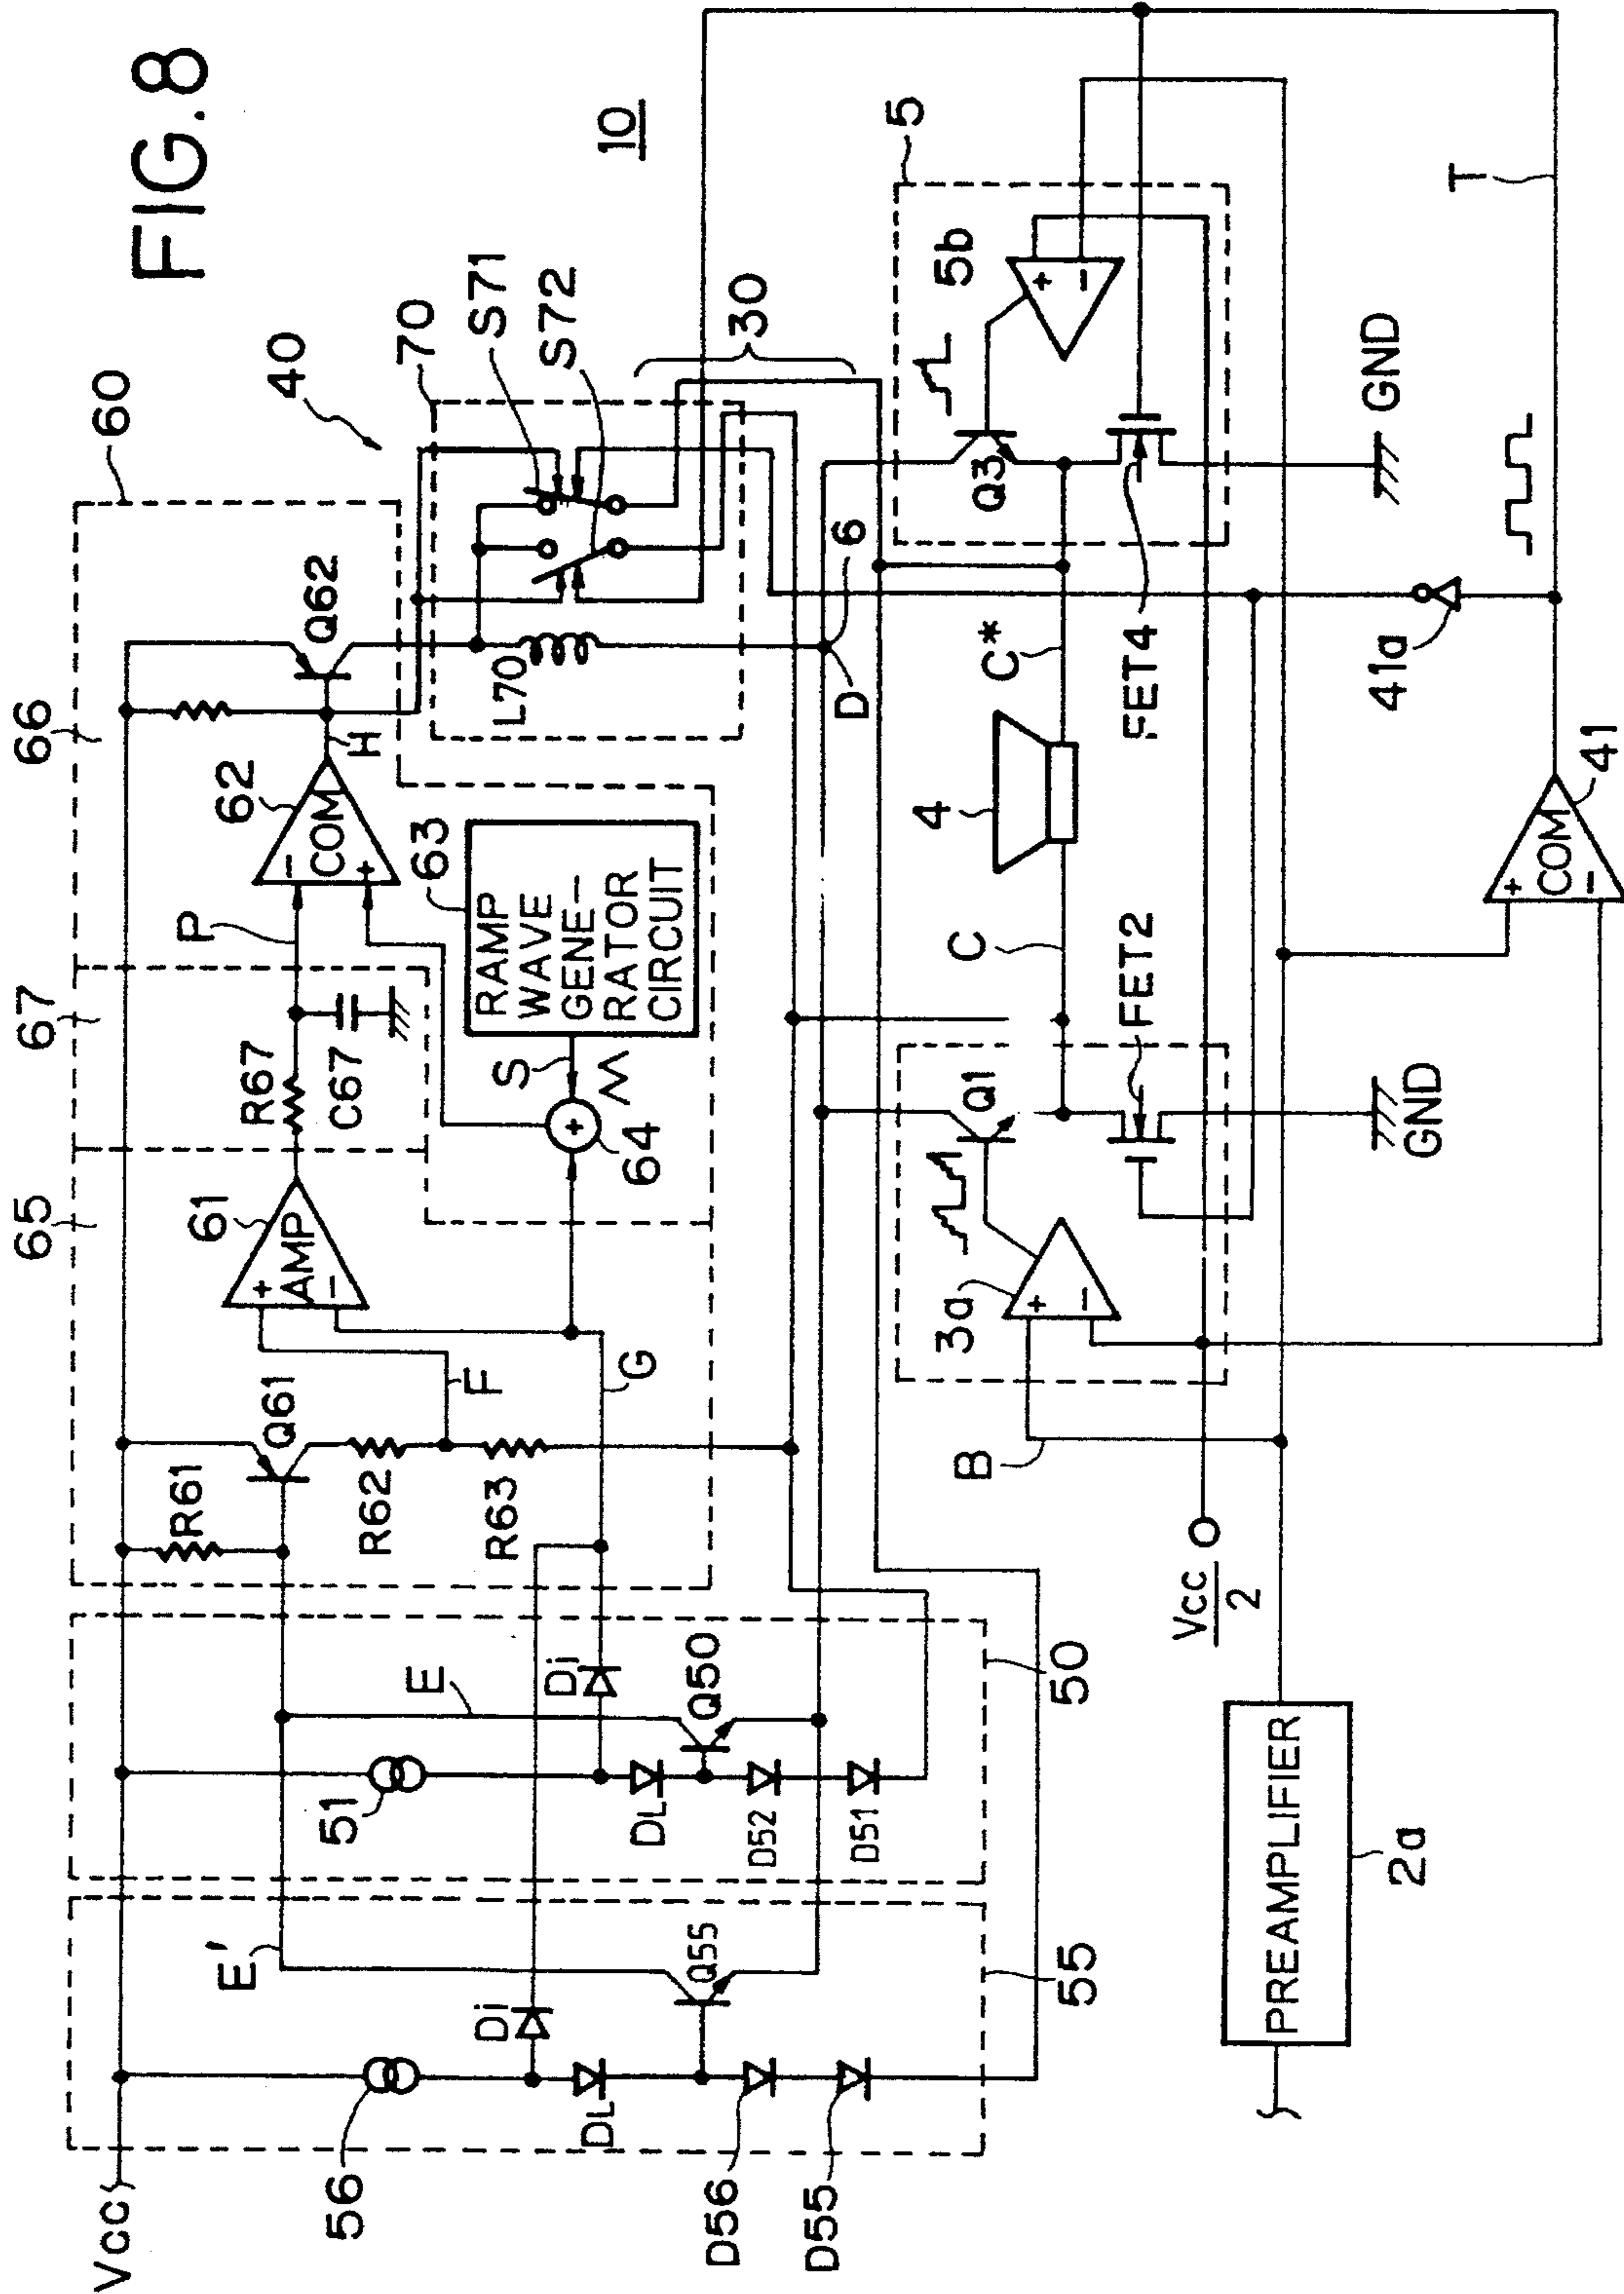 FIG.8
10
60
40
70
S71
S72
30
66
62
COM
-
+
H
Q62
L70
P
63
RAMP
WAVE
GENE-
RATOR
CIRCUIT
S
64
+
67
R67
C67
65
61
AMP
+
-
F
G
Q61
R61
R62
R63
50
E
Di
Q50
51
DL
D52
D51
55
E'
Di
Q55
56
DL
D56
D55
Vcc
D
6
5
5b
+
-
Q3
FET4
GND
C*
4
C
FET2
Q1
GND
3a
+
-
B
Vcc
2
PREAMPLIFIER
2a
T
41a
41
COM
+
-